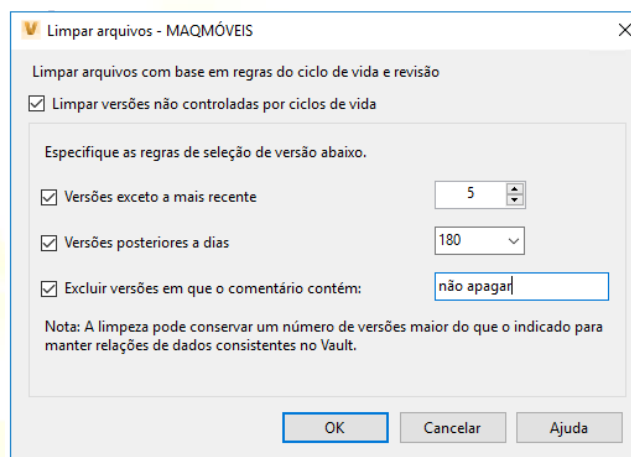 Limpar arquivos - MAQMÓVEIS
Limpar arquivos com base em regras do ciclo de vida e revisão
Limpar versões não controladas por ciclos de vida
Especifique as regras de seleção de versão abaixo.
Versões exceto a mais recente 5
Versões posteriores a dias 180
Excluir versões em que o comentário contém: não apagar
Nota: A limpeza pode conservar um número de versões maior do que o indicado para
manter relações de dados consistentes no Vault.
OK Cancelar Ajuda